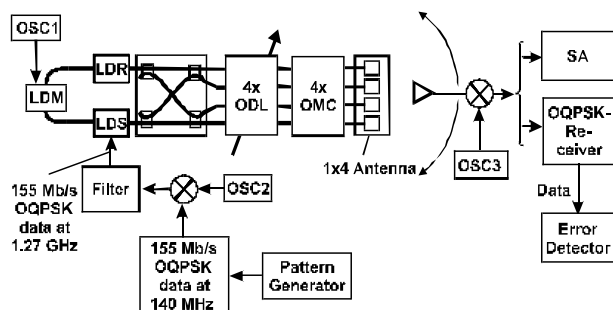 OSC1
LDM
LDR
LDS
4x
ODL
4x
OMC
1x4 Antenna
OSC3
SA
OQPSK-
Re-
ceiver
Data
Error
Detector
155 Mb/s
OQPSK
data at
1.27 GHz
Filter
OSC2
155 Mb/s
OQPSK
data at
140 MHz
Pattern
Generator